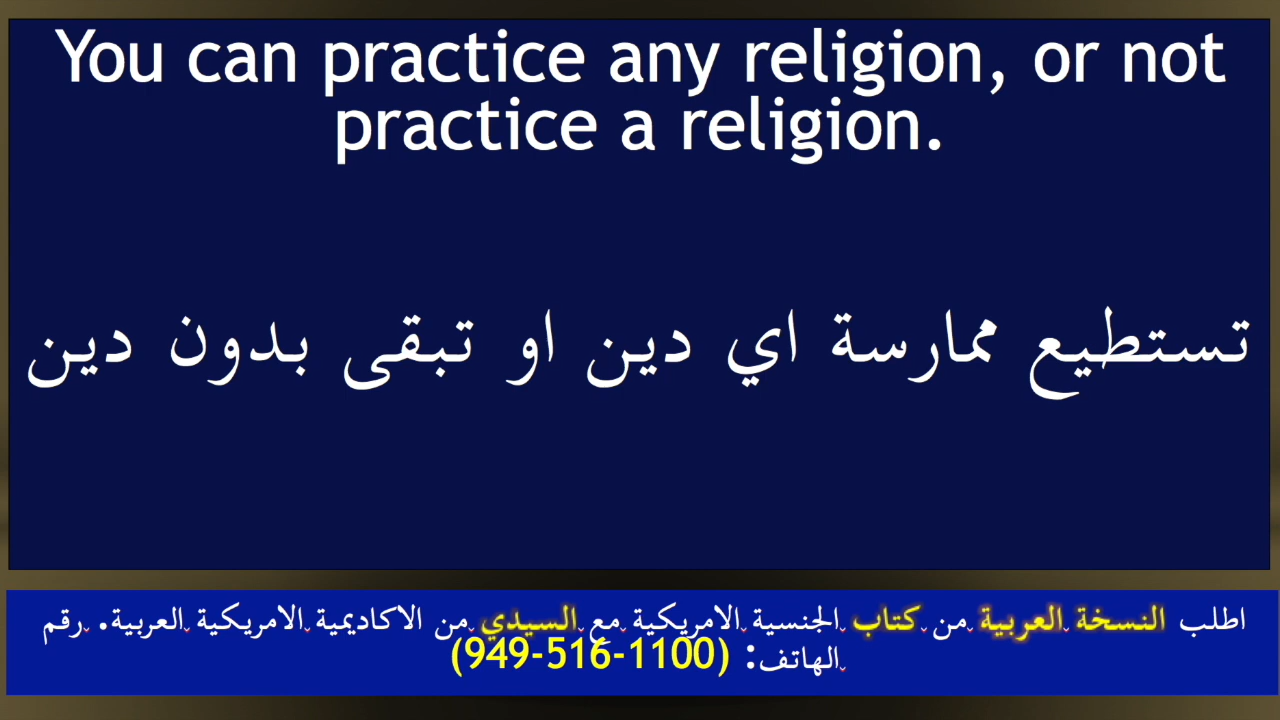 You can practice any religion, or not
practice a religion.
تستطيع ممارسة اي دين او تبقى بدون دين
اطلب النسخة العربية من كتاب الجنسية الامريكية مع السيدي من الاكاديمية الامريكية العربية. رقم
الهاتف: (949-516-1100)